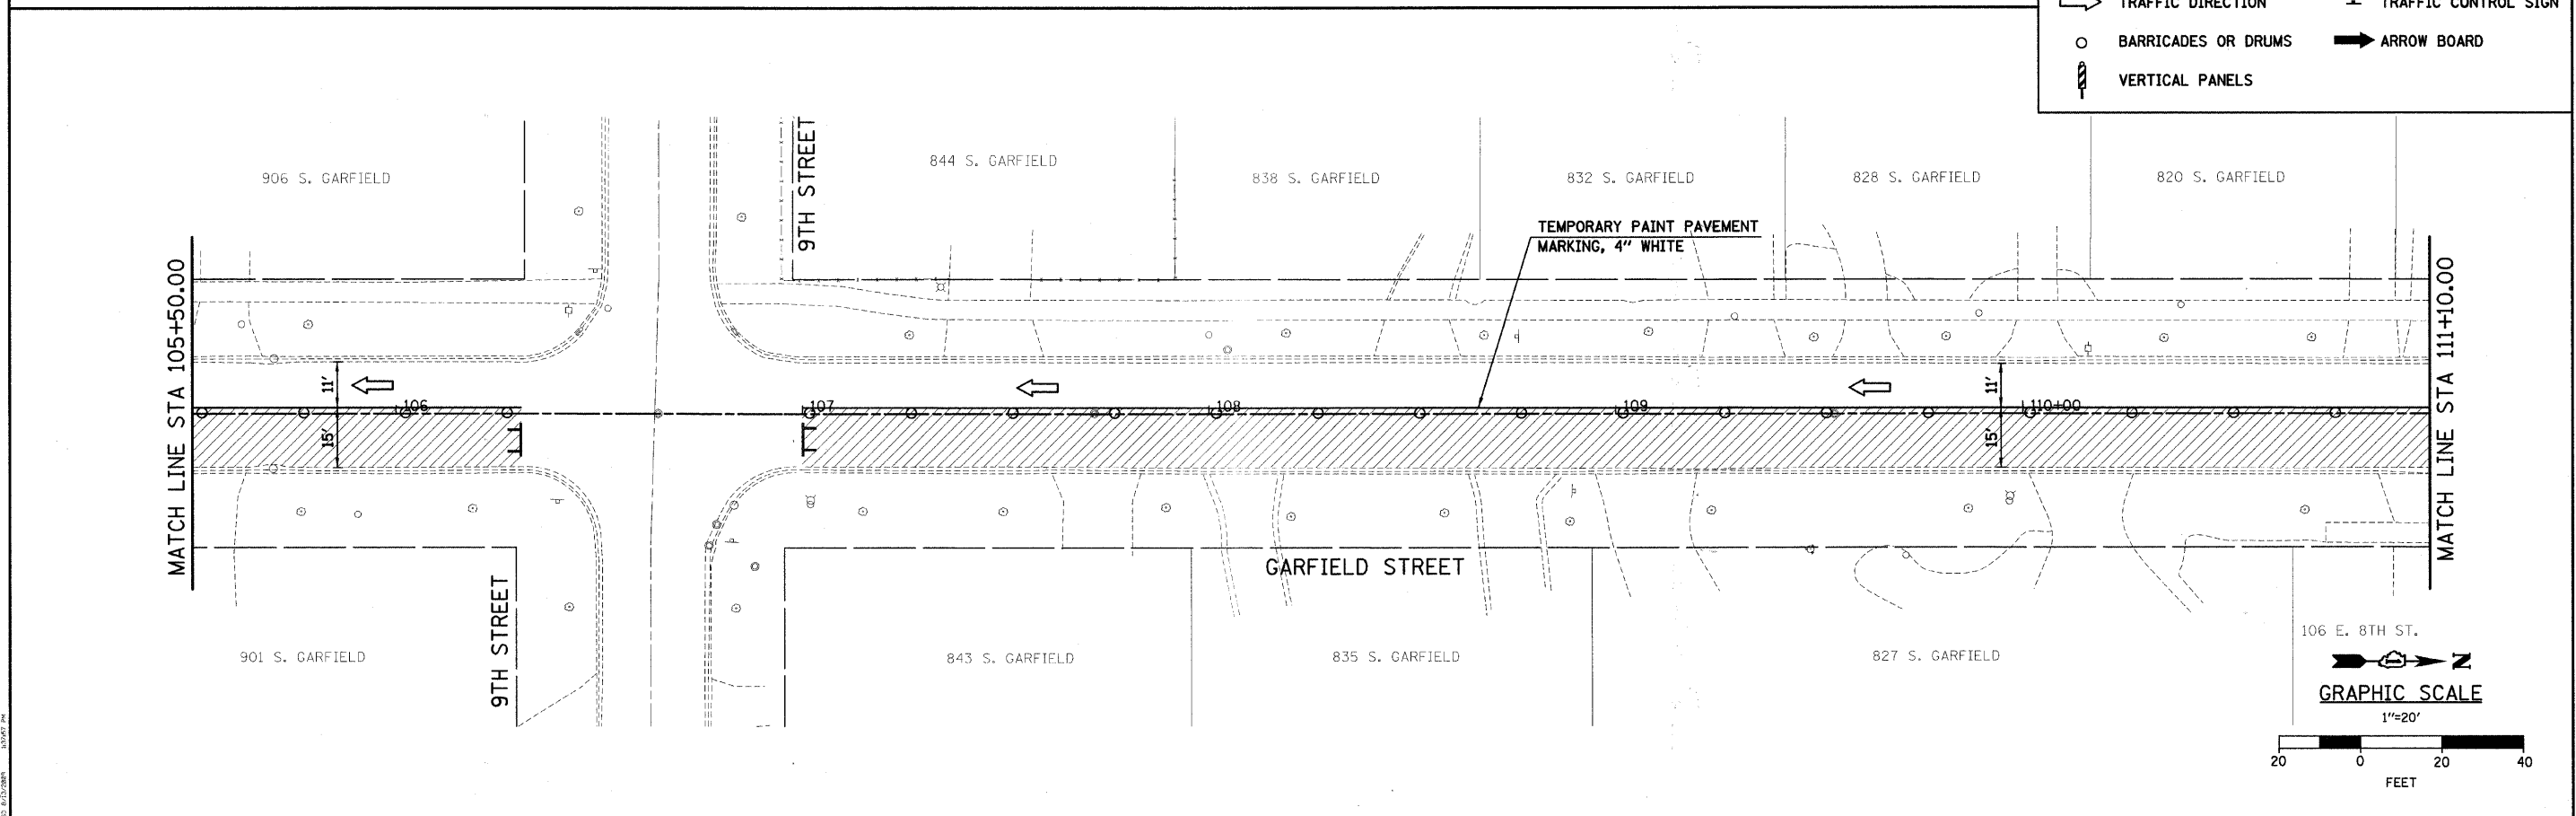 TRAFFIC DIRECTION
TRAFFIC CONTROL SIGN
BARRICADES OR DRUMS
ARROW BOARD
VERTICAL PANELS
906 S. GARFIELD
9TH STREET
844 S. GARFIELD
838 S. GARFIELD
832 S. GARFIELD
828 S. GARFIELD
820 S. GARFIELD
TEMPORARY PAINT PAVEMENT
MARKING, 4" WHITE
MATCH LINE STA 105+50.00
MATCH LINE STA 111+10.00
11'
11'
106
107
108
109
110+00
15'
15'
GARFIELD STREET
9TH STREET
901 S. GARFIELD
843 S. GARFIELD
835 S. GARFIELD
827 S. GARFIELD
106 E. 8TH ST.
N
GRAPHIC SCALE
1"=20'
20 0 20 40
FEET